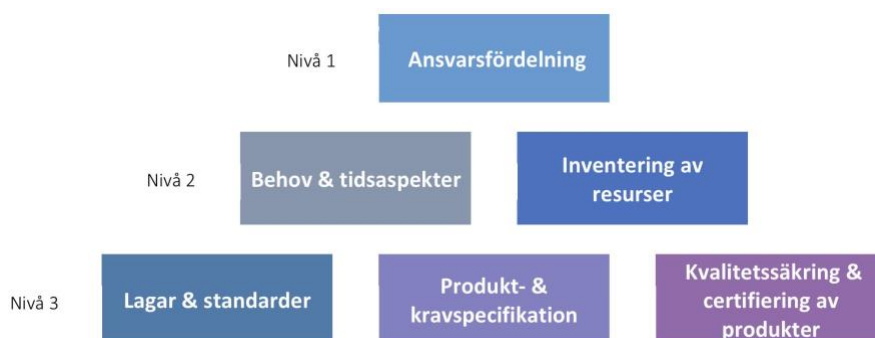 Nivå 1
Ansvarsfördelning
Nivå 2
Behov & tidsaspekter
Inventering av
resurser
Nivå 3
Lagar & standarder
Produkt- &
kravspecifikation
Kvalitetssäkring &
certifiering av
produkter